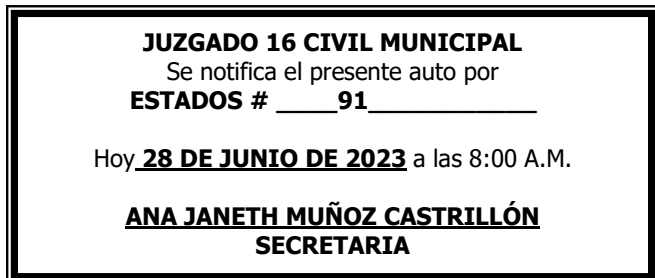 JUZGADO 16 CIVIL MUNICIPAL
Se notifica el presente auto por
ESTADOS # ____91___________
Hoy 28 DE JUNIO DE 2023 a las 8:00 A.M.
ANA JANETH MUÑOZ CASTRILLÓN
SECRETARIA